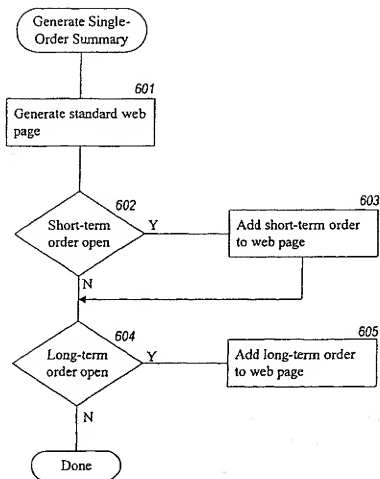 Generate Single-
Order Summary
601
Generate standard web
page
602
Short-term
order open
Y
603
Add short-term order
to web page
N
604
Long-term
order open
Y
605
Add long-term order
to web page
N
Done